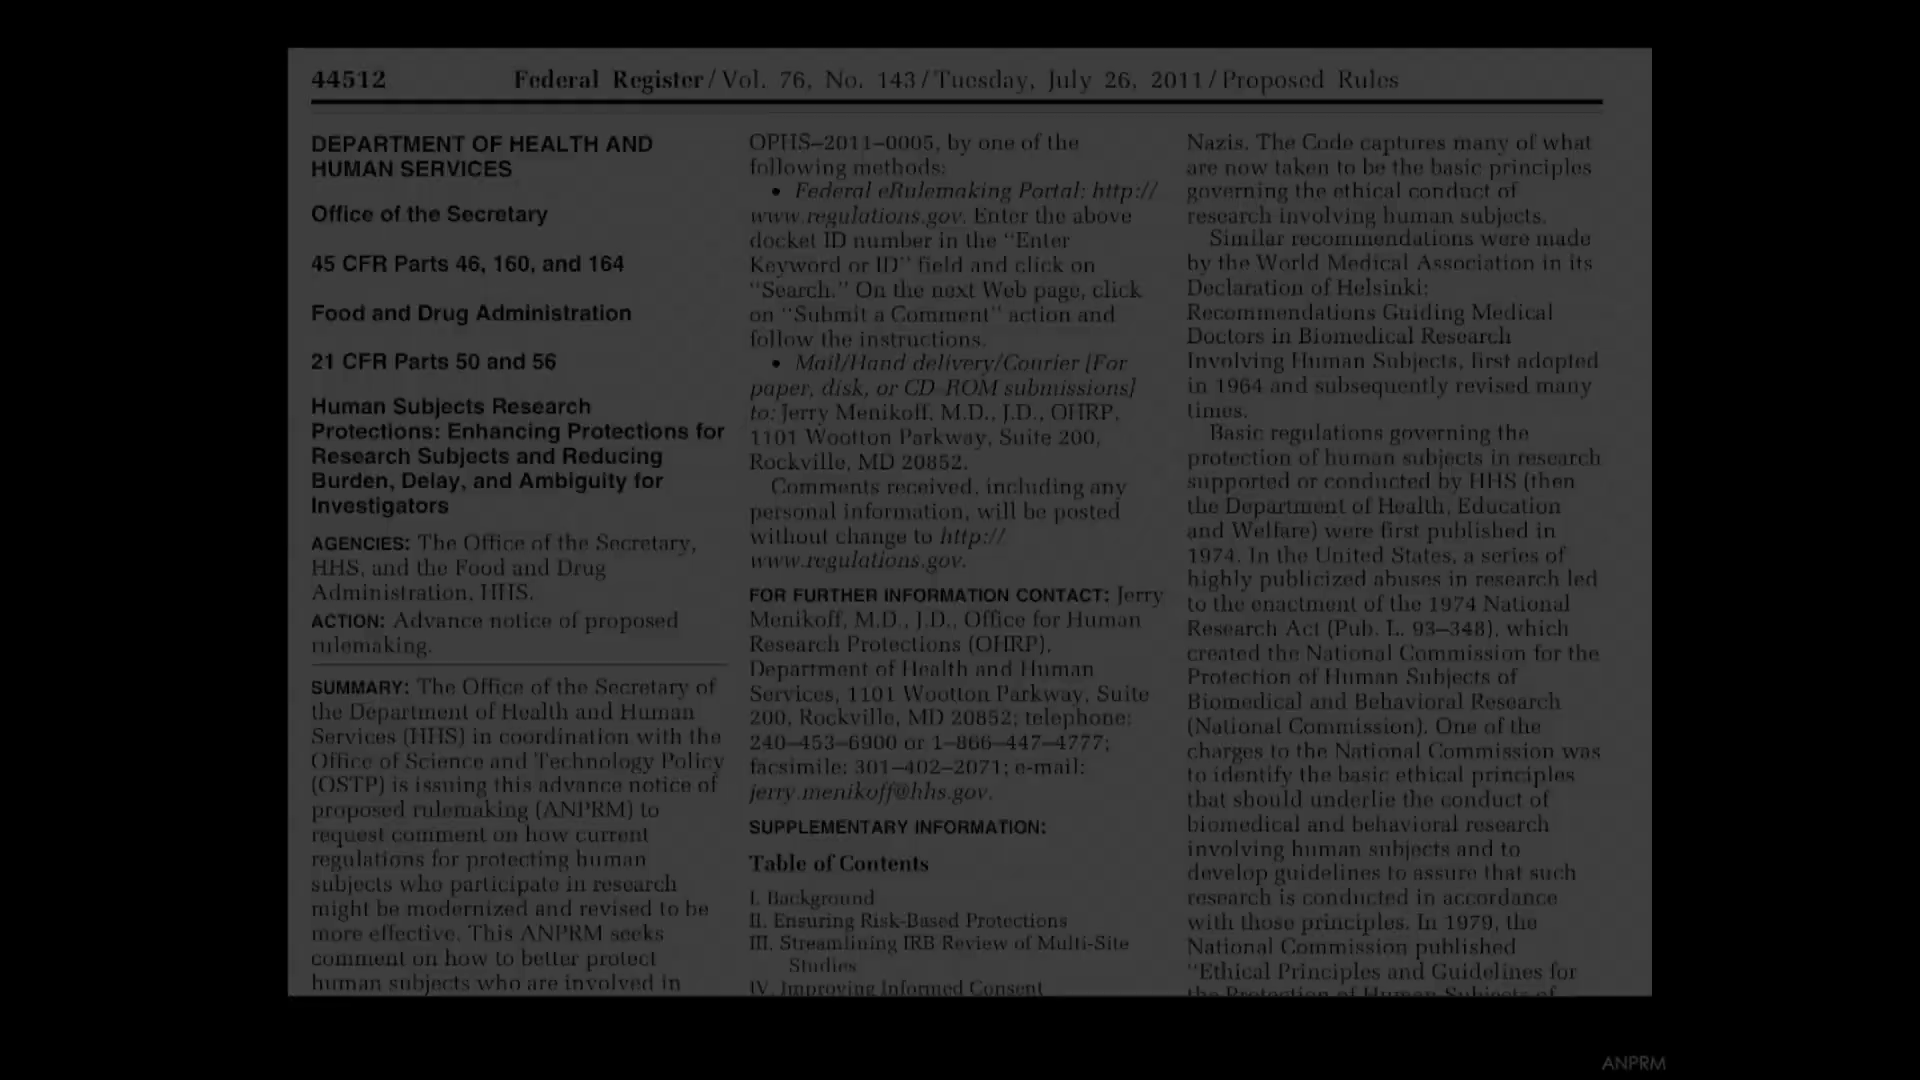 44512 Federal Register / Vol. 76, No. 143 / Tuesday, July 26, 2011 / Proposed Rules
DEPARTMENT OF HEALTH AND
HUMAN SERVICES
Office of the Secretary
45 CFR Parts 46, 160, and 164
Food and Drug Administration
21 CFR Parts 50 and 56
Human Subjects Research
Protections: Enhancing Protections for
Research Subjects and Reducing
Burden, Delay, and Ambiguity for
Investigators
AGENCIES: The Office of the Secretary,
HHS, and the Food and Drug
Administration, HHS.
ACTION: Advance notice of proposed
rulemaking.
SUMMARY: The Office of the Secretary of
the Department of Health and Human
Services (HHS) in coordination with the
Office of Science and Technology Policy
(OSTP) is issuing this advance notice of
proposed rulemaking (ANPRM) to
request comment on how current
regulations for protecting human
subjects who participate in research
might be modernized and revised to be
more effective. This ANPRM seeks
comment on how to better protect
human subjects who are involved in
OPHS–2011–0005, by one of the
following methods:
• Federal eRulemaking Portal: http://
www.regulations.gov. Enter the above
docket ID number in the "Enter
Keyword or ID" field and click on
"Search." On the next Web page, click
on "Submit a Comment" action and
follow the instructions.
• Mail/Hand delivery/Courier [For
paper, disk, or CD–ROM submissions]
to: Jerry Menikoff, M.D., J.D., OHRP,
1101 Wootton Parkway, Suite 200,
Rockville, MD 20852.
Comments received, including any
personal information, will be posted
without change to http://
www.regulations.gov.
FOR FURTHER INFORMATION CONTACT: Jerry
Menikoff, M.D., J.D., Office for Human
Research Protections (OHRP),
Department of Health and Human
Services, 1101 Wootton Parkway, Suite
200, Rockville, MD 20852; telephone:
240–453–6900 or 1–866–447–4777;
facsimile: 301–402–2071; e-mail:
jerry.menikoff@hhs.gov.
SUPPLEMENTARY INFORMATION:
Table of Contents
I. Background
II. Ensuring Risk-Based Protections
III. Streamlining IRB Review of Multi-Site
Studies
IV. Improving Informed Consent
Nazis. The Code captures many of what
are now taken to be the basic principles
governing the ethical conduct of
research involving human subjects.
Similar recommendations were made
by the World Medical Association in its
Declaration of Helsinki:
Recommendations Guiding Medical
Doctors in Biomedical Research
Involving Human Subjects, first adopted
in 1964 and subsequently revised many
times.
Basic regulations governing the
protection of human subjects in research
supported or conducted by HHS (then
the Department of Health, Education
and Welfare) were first published in
1974. In the United States, a series of
highly publicized abuses in research led
to the enactment of the 1974 National
Research Act (Pub. L. 93–348), which
created the National Commission for the
Protection of Human Subjects of
Biomedical and Behavioral Research
(National Commission). One of the
charges to the National Commission was
to identify the basic ethical principles
that should underlie the conduct of
biomedical and behavioral research
involving human subjects and to
develop guidelines to assure that such
research is conducted in accordance
with those principles. In 1979, the
National Commission published
"Ethical Principles and Guidelines for
the Protection of Human Subjects of
ANPRM